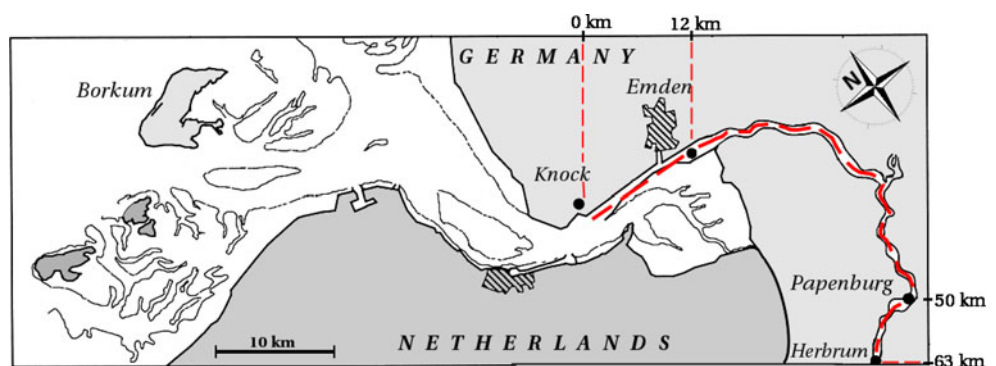 0 km
12 km
GERMANY
N
Borkum
Emden
Knock
Papenburg
50 km
10 km
NETHERLANDS
Herbrum
63 km